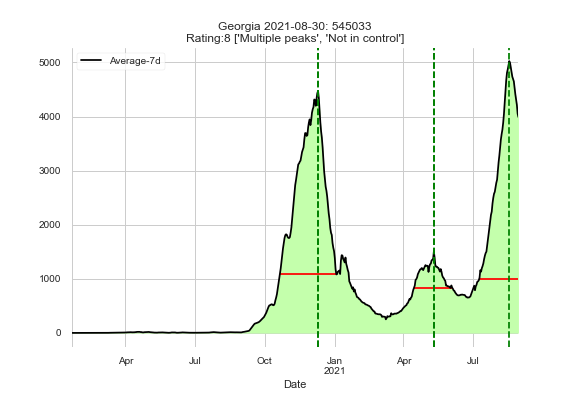 Georgia 2021-08-30: 545033
Rating:8 ['Multiple peaks', 'Not in control']
Average-7d
5000
4000
3000
2000
1000
0
Apr
Jul
Oct
Jan
2021
Apr
Jul
Date